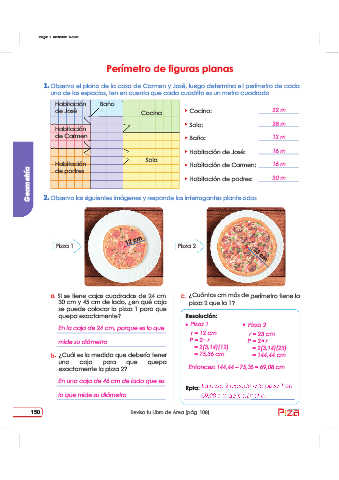 Perímetro de figuras planas
1. Observa el plano de la casa de Carmen y José, luego determina el perímetro de cada
uno de los espacios, ten en cuenta que cada cuadrito es un metro cuadrado
Habitación
de José
Baño
Cocina
Habitación
de Carmen
Sala
Habitación
de padres
Cocina:
22 m
Sala:
28 m
Baño:
12 m
Habitación de José:
16 m
Habitación de Carmen:
16 m
Habitación de padres:
20 m
Geometría
2. Observa las siguientes imágenes y responde las interrogantes planteadas
Pizza 1
12 cm
Pizza 2
a. Si se tiene cajas cuadradas de 24 cm
30 cm y 45 cm de lado, ¿en qué caja
se puede colocar la pizza 1 para que
quepa exactamente?
En la caja de 24 cm, porque es lo que
mide su diámetro
b. ¿Cuál es la medida que debería tener
una caja para que quepa
exactamente la pizza 2?
En una caja de 46 cm de lado que es
lo que mide su diámetro
c. ¿Cuántos cm más de perímetro tiene la
pizza 2 que la 1?
Resolución:
Pizza 1
r = 12 cm
= 2(3,14)(12)
= 75,36 cm
Pizza 2
r = 23 cm
= 2(3,14)(23)
= 144,44 cm
Entonces: 144,44 – 75,36 = 69,08 cm
Rpta:
150
Revisa tu Libro de Área (pág. 108)